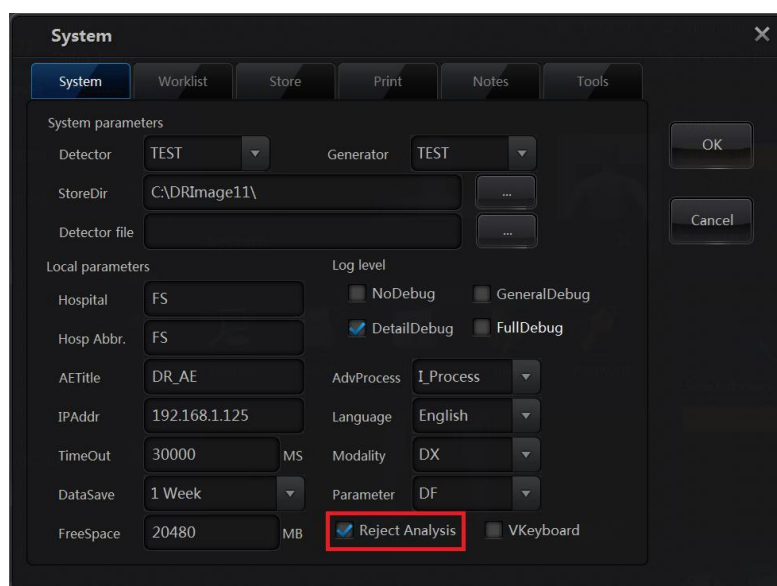 System
System Worklist Store Print Notes Tools
System parameters
Detector TEST Generator TEST
OK
StoreDir C:\DRImage11\ ...
Detector file ...
Cancel
Local parameters Log level
Hospital FS NoDebug GeneralDebug
Hosp Abbr. FS DetailDebug FullDebug
AETitle DR_AE AdvProcess I_Process
IPAddr 192.168.1.125 Language English
TimeOut 30000 MS Modality DX
DataSave 1 Week Parameter DF
FreeSpace 20480 MB Reject Analysis VKeyboard